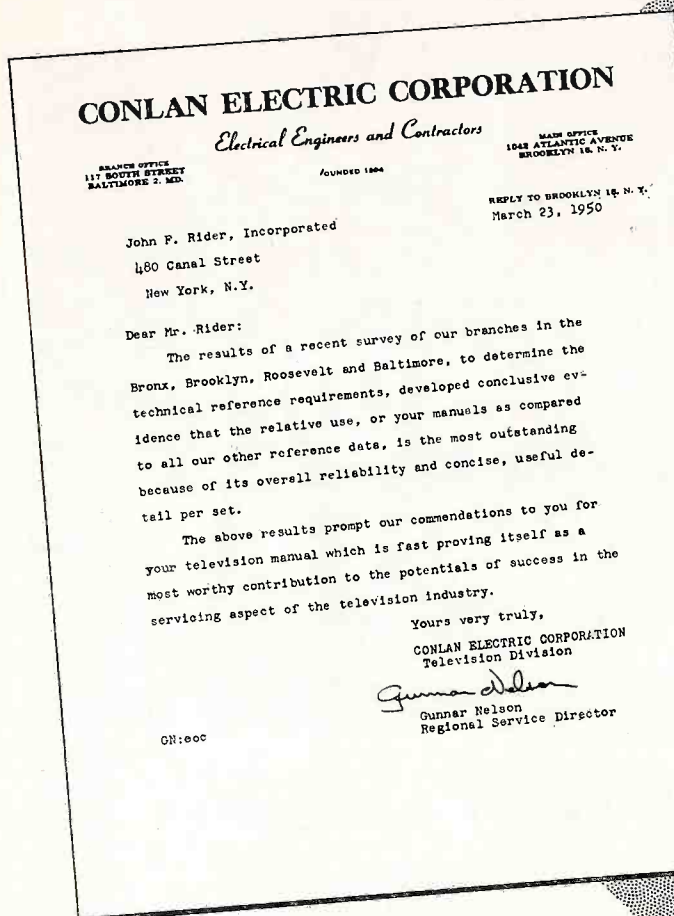 CONLAN ELECTRIC CORPORATION
Electrical Engineers and Contractors
BRANCH OFFICE
117 SOUTH STREET
BALTIMORE 2, MD.
FOUNDED 1904
MAIN OFFICE
1042 ATLANTIC AVENUE
BROOKLYN 16, N. Y.
REPLY TO BROOKLYN 16, N. Y.
March 23, 1950
John F. Rider, Incorporated
480 Canal Street
New York, N.Y.
Dear Mr. Rider:
The results of a recent survey of our branches in the
Bronx, Brooklyn, Roosevelt and Baltimore, to determine the
technical reference requirements, developed conclusive ev-
idence that the relative use, or your manuals as compared
to all our other reference data, is the most outstanding
because of its overall reliability and concise, useful de-
tail per set.
The above results prompt our commendations to you for
your television manual which is fast proving itself as a
most worthy contribution to the potentials of success in the
servicing aspect of the television industry.
Yours very truly,
CONLAN ELECTRIC CORPORATION
Television Division
Gunnar Nelson
Gunnar Nelson
Regional Service Director
GN:eoc